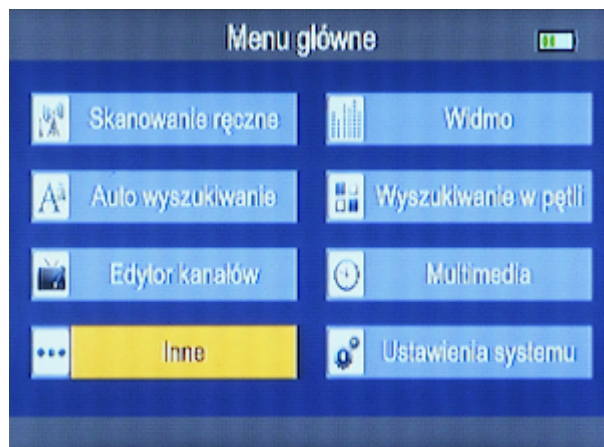 Menu główne
Skanowanie ręczne
Widmo
Auto wyszukiwanie
Wyszukiwanie w pętli
Edytor kanałów
Multimedia
Inne
Ustawienia systemu